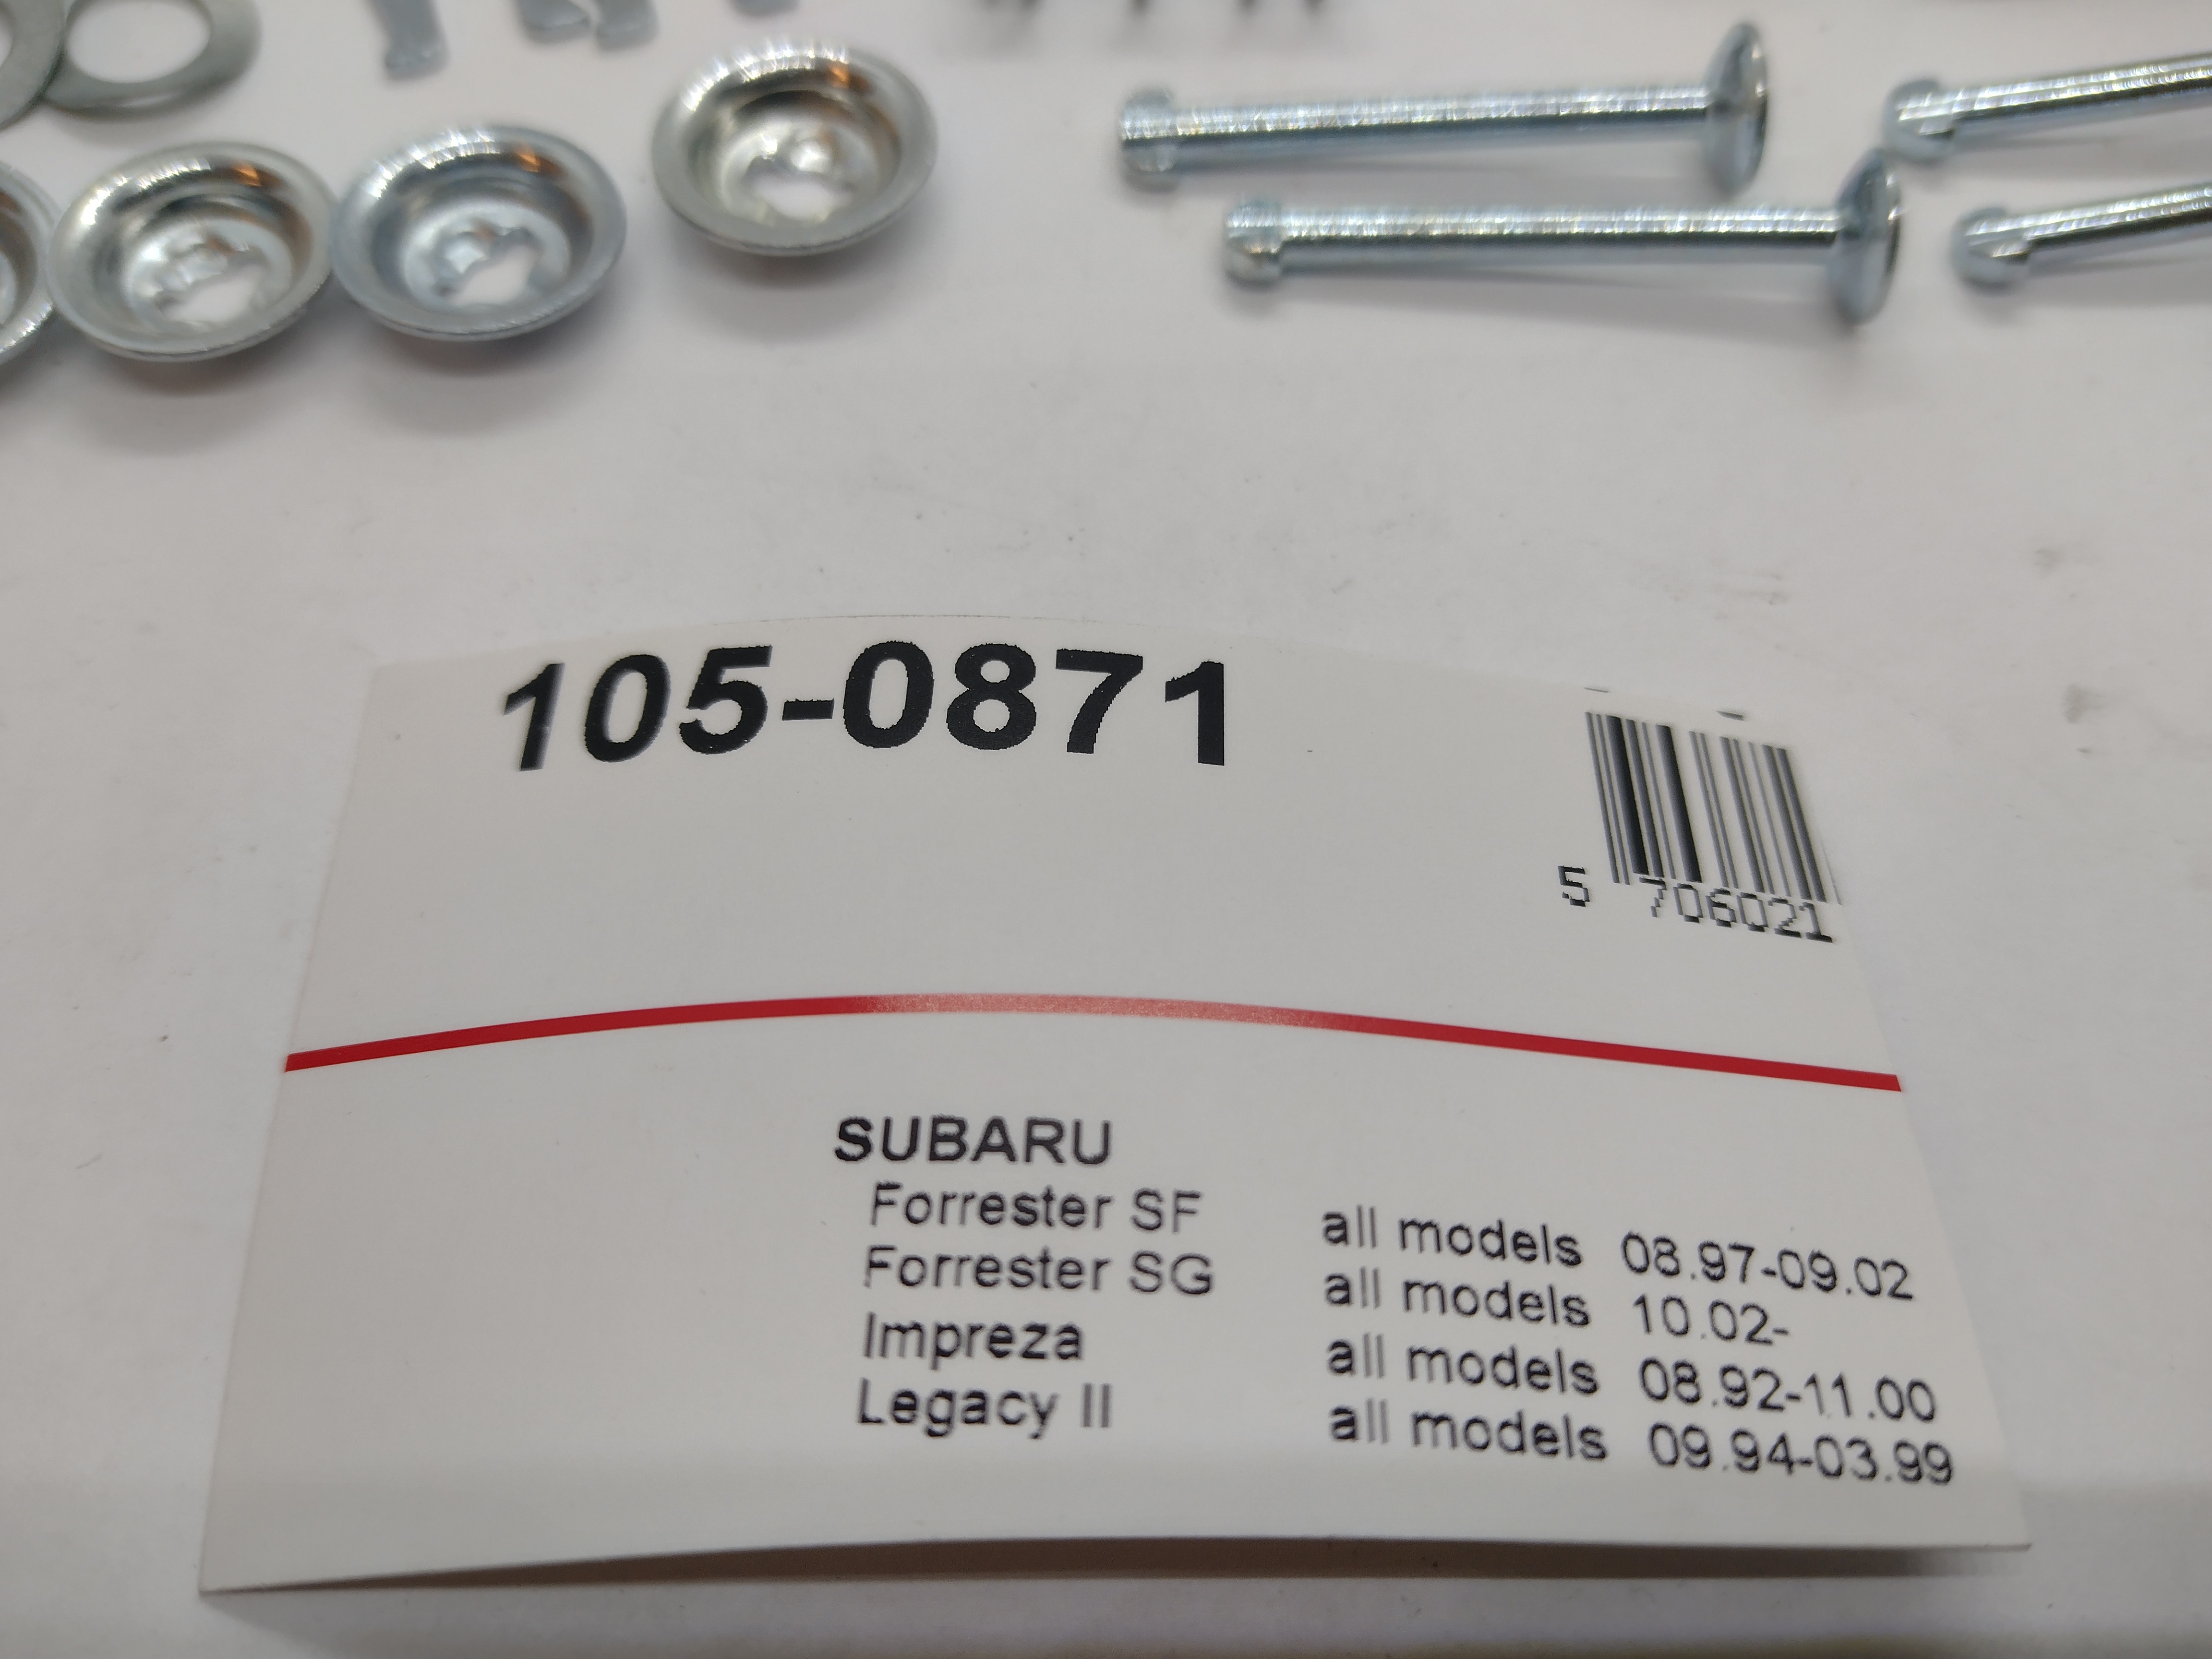 105-0871
5 706021
SUBARU
Forrester SF all models 08.97-09.02
Forrester SG all models 10.02-
Impreza all models 08.92-11.00
Legacy II all models 09.94-03.99